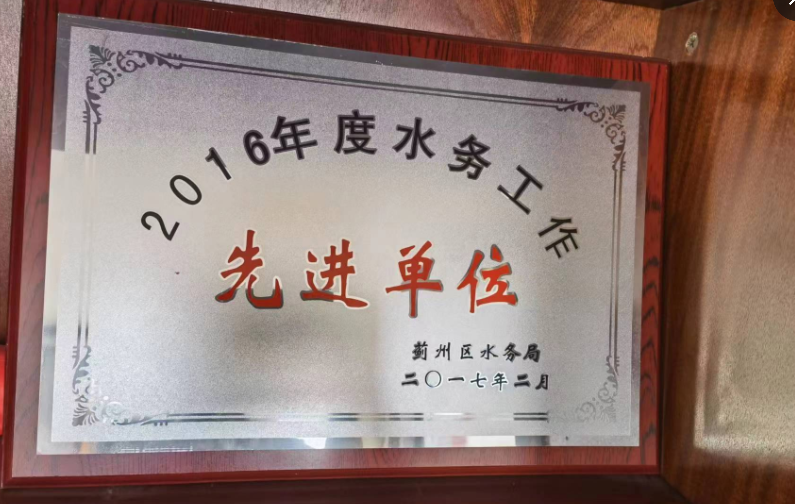 2016年度水务工作
先进单位
蓟州区水务局
二〇一七年二月